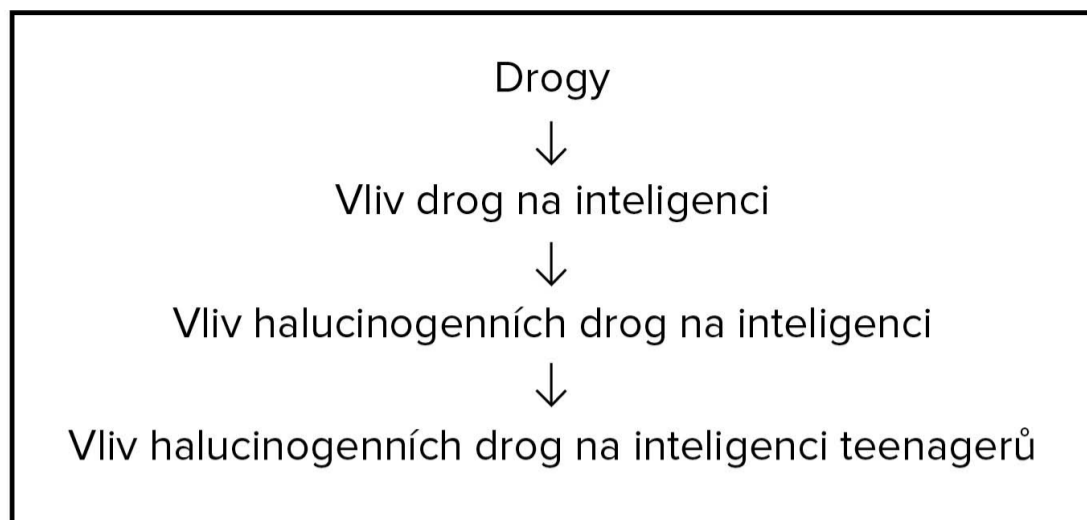 Drogy
↓
Vliv drog na inteligenci
↓
Vliv halucinogenních drog na inteligenci
↓
Vliv halucinogenních drog na inteligenci teenagerů